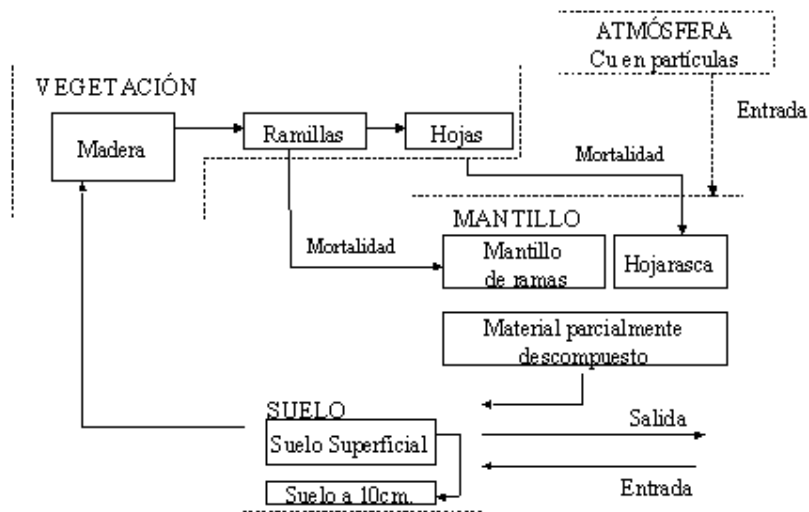 ATMÓSFERA
Cu en partículas
VEGETACIÓN
Entrada
Madera
Ramillas
Hojas
Mortalidad
MANTILLO
Mortalidad
Mantillo
de ramas
Hojarasca
Material parcialmente
descompuesto
SUELO
Salida
Suelo Superficial
Entrada
Suelo a 10cm.